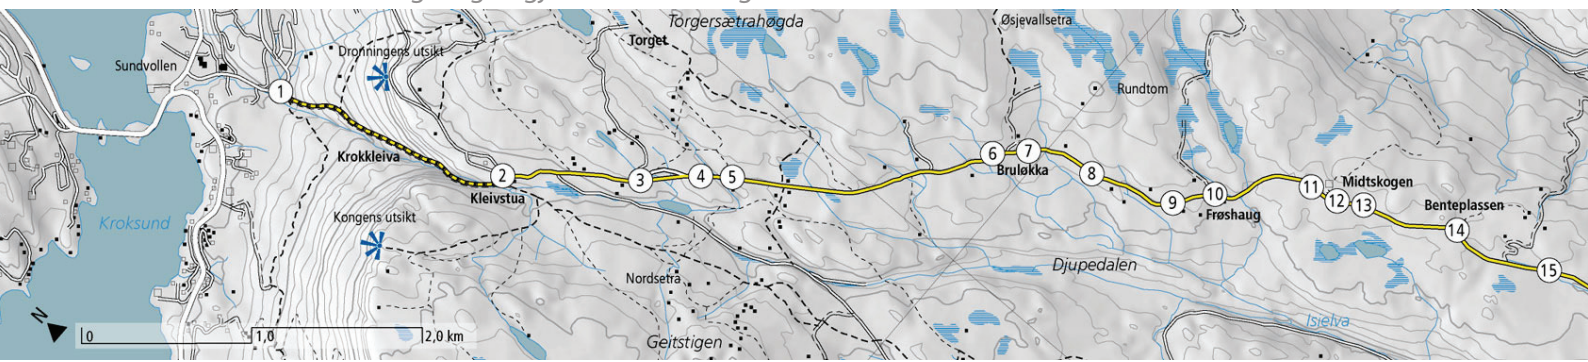 Torgersætrahøgda
Øsjevallsetra
Torget
Dronningens utsikt
Sundvollen
Rundtom
1
Krokkleiva
2
3
4
5
6
7
Bruløkka
8
9
10
Frøshaug
11
Midtskogen
12
13
Benteplassen
14
15
Kleivstua
Kongens utsikt
Kroksund
Nordsetra
Djupedalen
Isielva
Geitstigen
N
0
1,0
2,0 km